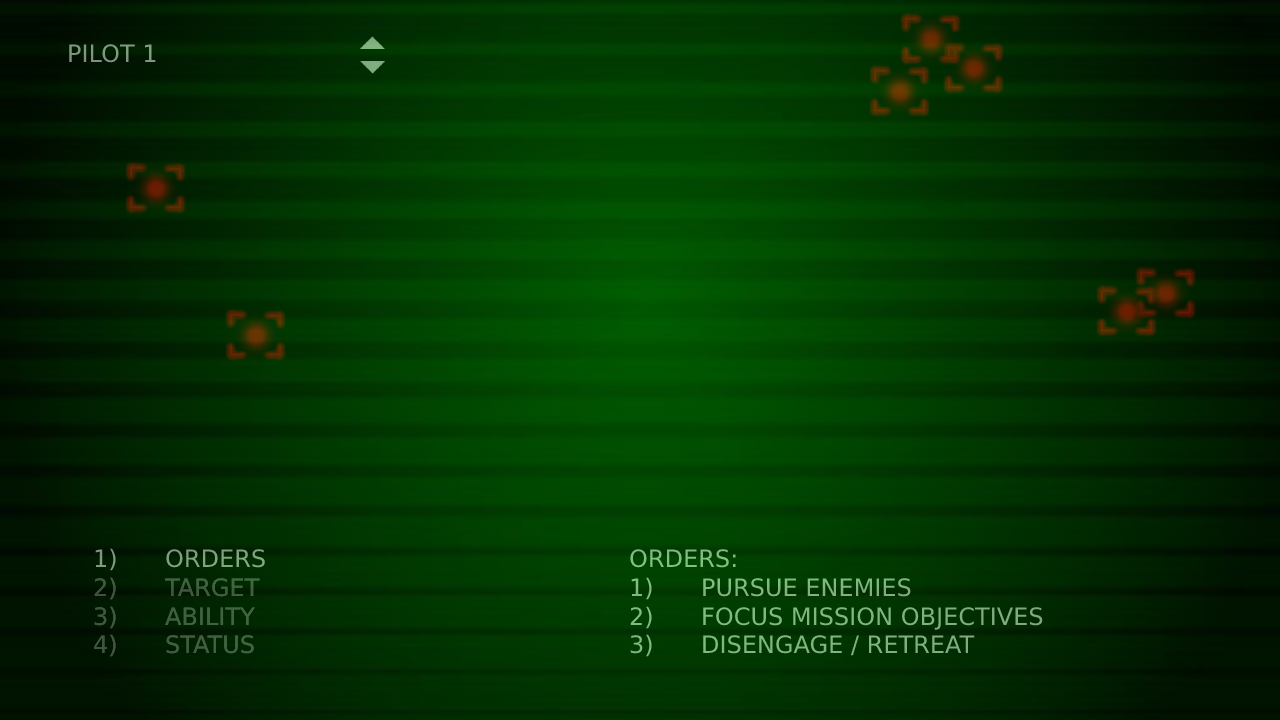 PILOT 1
1) ORDERS
2) TARGET
3) ABILITY
4) STATUS
ORDERS:
1) PURSUE ENEMIES
2) FOCUS MISSION OBJECTIVES
3) DISENGAGE / RETREAT